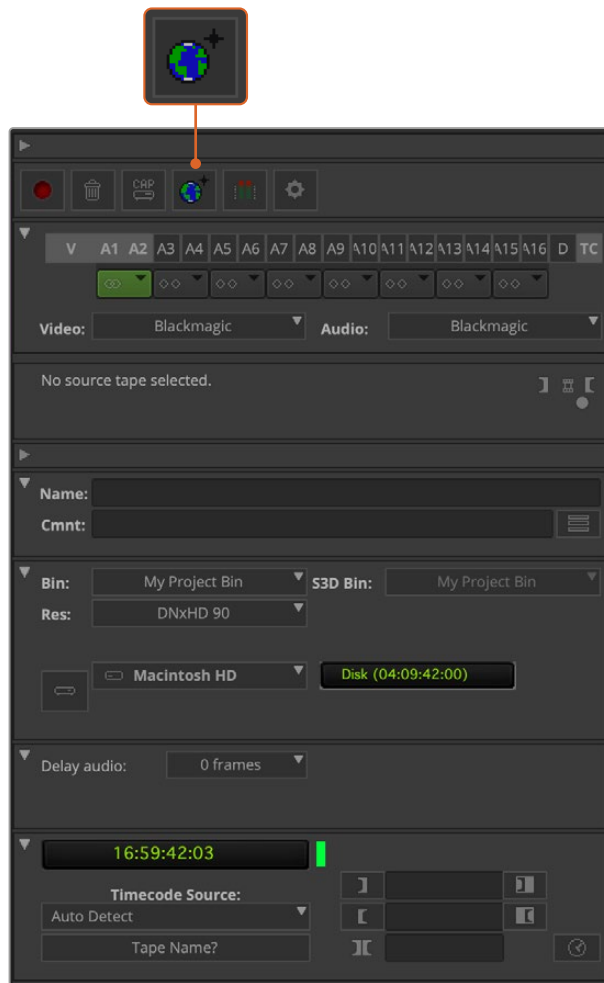 CAP
V A1 A2 A3 A4 A5 A6 A7 A8 A9 A10 A11 A12 A13 A14 A15 A16 D TC
Video: Blackmagic Audio: Blackmagic
No source tape selected.
Name:
Cmnt:
Bin: My Project Bin S3D Bin: My Project Bin
Res: DNxHD 90
Macintosh HD Disk (04:09:42:00)
Delay audio: 0 frames
16:59:42:03
Timecode Source:
Auto Detect
Tape Name?